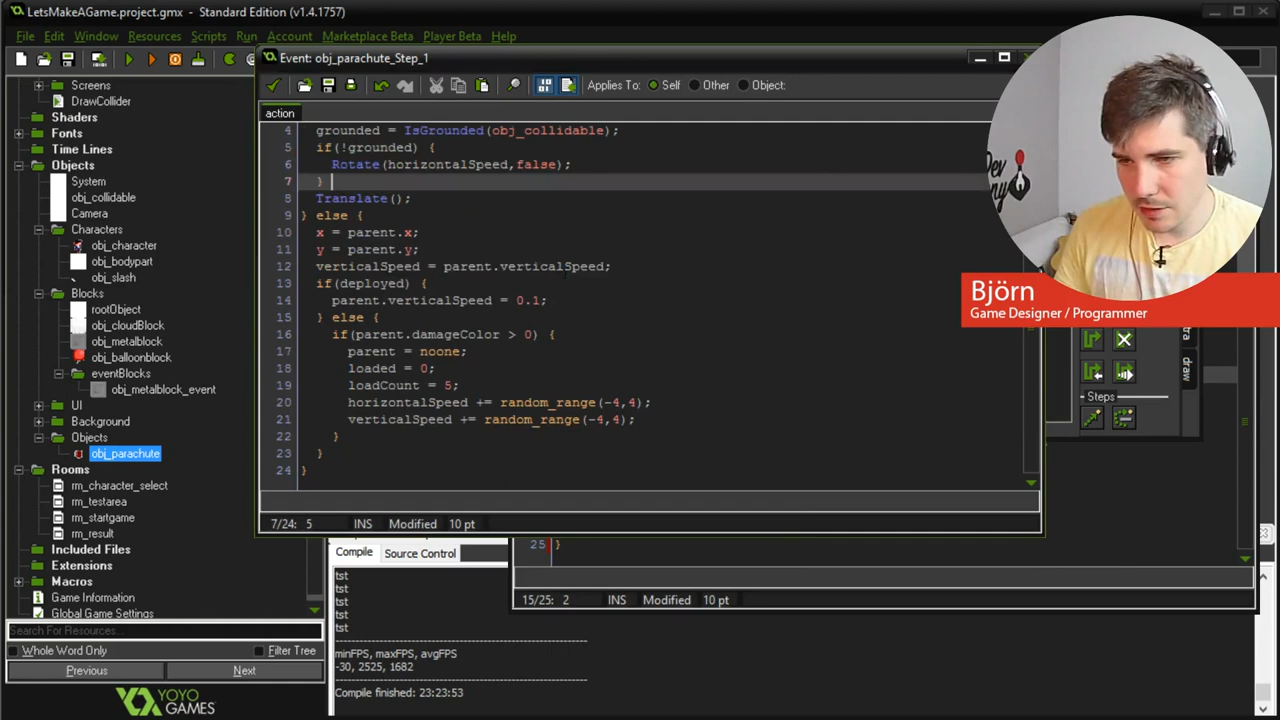 LetsMakeAGame.project.gmx - Standard Edition (v1.4.1757)
File Edit Window Resources Scripts Run Account Marketplace Beta Player Beta Help
Screens
DrawCollider
Shaders
Fonts
Time Lines
Objects
System
obj_collidable
Camera
Characters
obj_character
obj_bodypart
obj_slash
Blocks
rootObject
obj_cloudBlock
obj_metalblock
obj_balloonblock
eventBlocks
obj_metalblock_event
UI
Background
Objects
obj_parachute
Rooms
rm_character_select
rm_testarea
rm_startgame
rm_result
Included Files
Extensions
Macros
Game Information
Global Game Settings
Search For Resources...
Whole Word Only Filter Tree
Previous Next
YOYO
GAMES™
Event: obj_parachute_Step_1
Applies To: Self Other Object:
action
4 grounded = IsGrounded(obj_collidable);
5 if(!grounded) {
6 Rotate(horizontalSpeed,false);
7 }
8 Translate();
9 } else {
10 x = parent.x;
11 y = parent.y;
12 verticalSpeed = parent.verticalSpeed;
13 if(deployed) {
14 parent.verticalSpeed = 0.1;
15 } else {
16 if(parent.damageColor > 0) {
17 parent = noone;
18 loaded = 0;
19 loadCount = 5;
20 horizontalSpeed += random_range(-4,4);
21 verticalSpeed += random_range(-4,4);
22 }
23 }
24 }
7/24: 5 INS Modified 10 pt
Compile Source Control
tst
tst
tst
tst
tst
minFPS, maxFPS, avgFPS
-30, 2525, 1682
Compile finished: 23:23:53
25 }
15/25: 2 INS Modified 10 pt
Björn
Game Designer / Programmer
Steps
draw